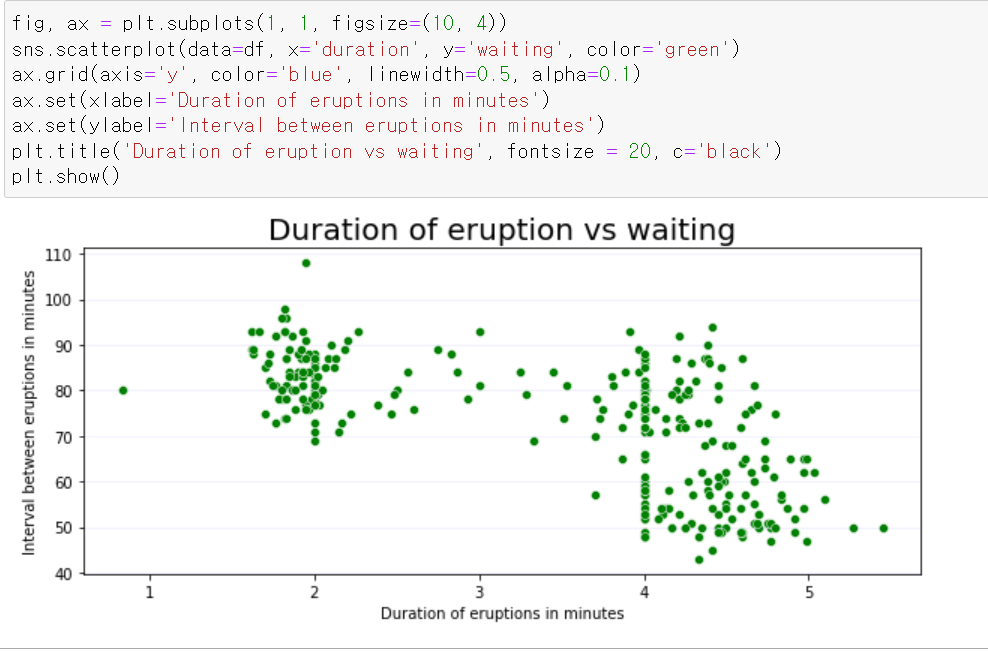 fig, ax = plt.subplots(1, 1, figsize=(10, 4))
sns.scatterplot(data=df, x='duration', y='waiting', color='green')
ax.grid(axis='y', color='blue', linewidth=0.5, alpha=0.1)
ax.set(xlabel='Duration of eruptions in minutes')
ax.set(ylabel='Interval between eruptions in minutes')
plt.title('Duration of eruption vs waiting', fontsize = 20, c='black')
plt.show()
Duration of eruption vs waiting
Interval between eruptions in minutes
110
100
90
80
70
60
50
40
1 2 3 4 5
Duration of eruptions in minutes